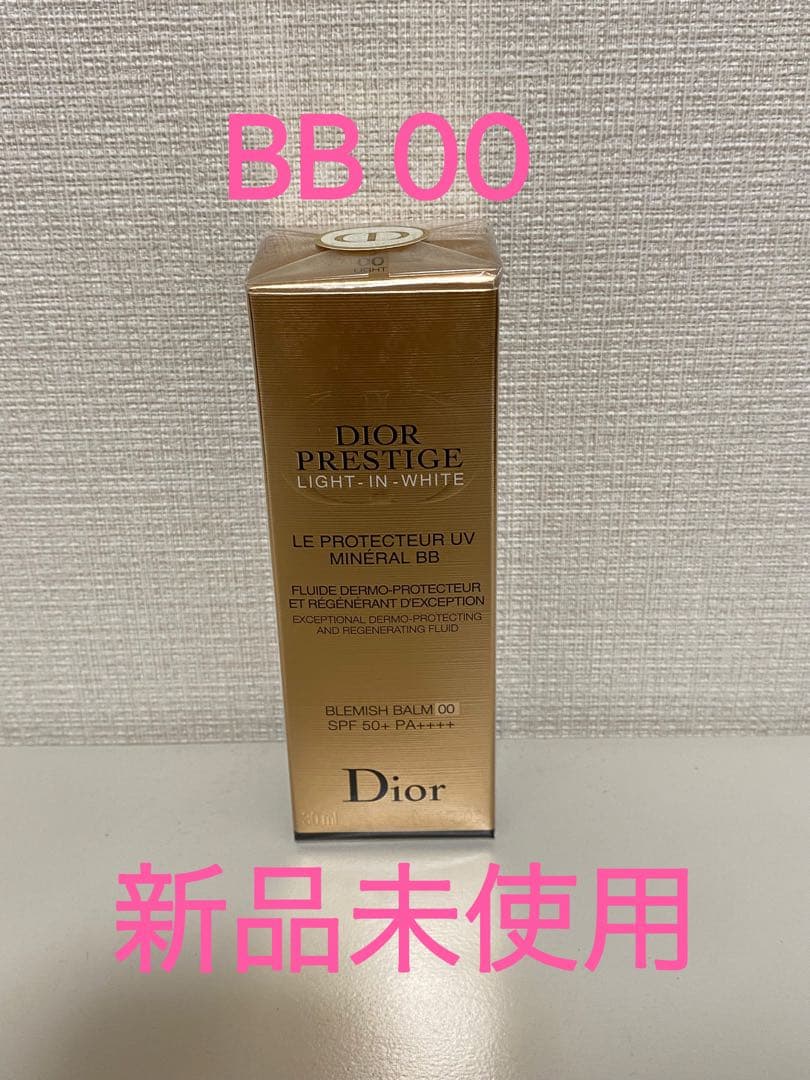 BB 00
00
LIGHT
DIOR
PRESTIGE
LIGHT-IN-WHITE
LE PROTECTEUR UV
MINÉRAL BB
FLUIDE DERMO-PROTECTEUR
ET RÉGÉNÉRANT D'EXCEPTION
EXCEPTIONAL DERMO-PROTECTING
AND REGENERATING FLUID
BLEMISH BALM 00
SPF 50+ PA++++
Dior
30 ml
新品未使用